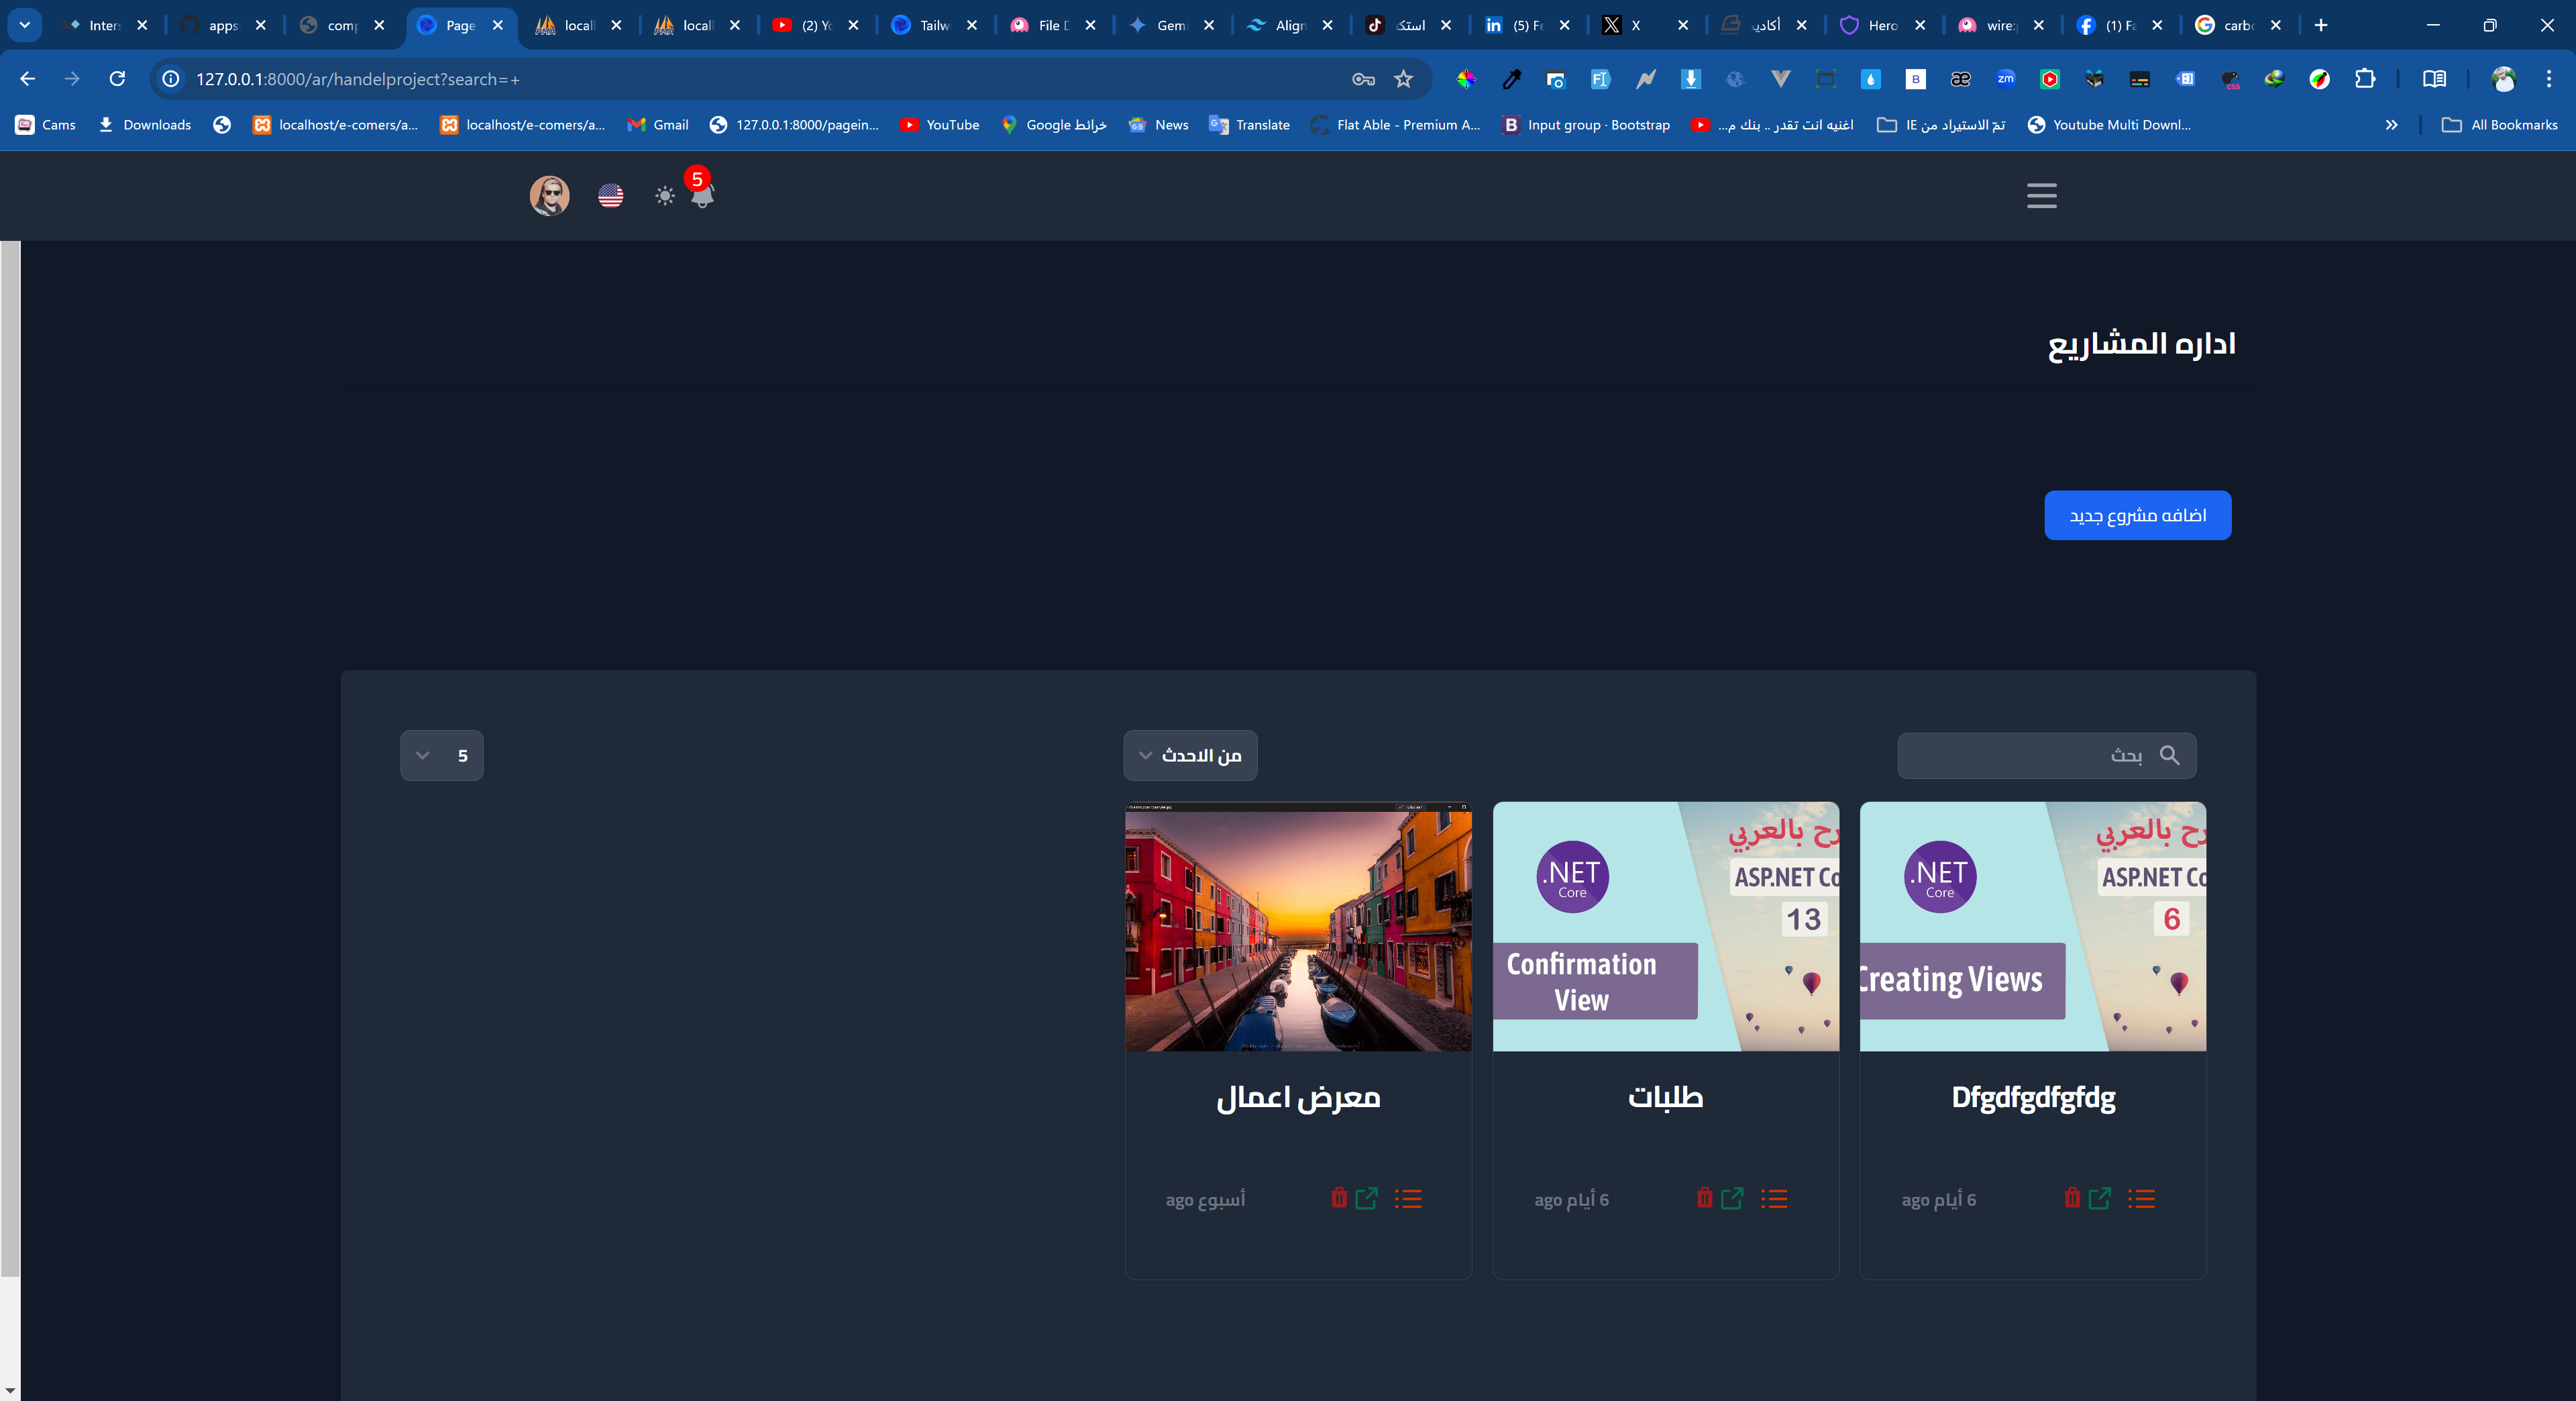 Inters
apps
comp
Page
locall
locall
(2) Yo
Tailw
File D
Gemi
Align
استك
(5) Fe
X
أكاديـ
Hero
wire:
(1) Fa
carbo
127.0.0.1:8000/ar/handelproject?search=+
Cams
Downloads
localhost/e-comers/a...
localhost/e-comers/a...
Gmail
127.0.0.1:8000/pagein...
YouTube
خرائط Google
News
Translate
Flat Able - Premium A...
Input group · Bootstrap
اغنيه انت تقدر .. بنك م...
تمّ الاستيراد من IE
Youtube Multi Downl...
All Bookmarks
5
اداره المشاريع
اضافه مشروع جديد
بحث
من الاحدث
5
رح بالعربي
ASP.NET Co
6
.NET
Core
Creating Views
Dfgdfgdfgfdg
6 أيام ago
رح بالعربي
ASP.NET Co
13
.NET
Core
Confirmation
View
طلبات
6 أيام ago
معرض اعمال
أسبوع ago